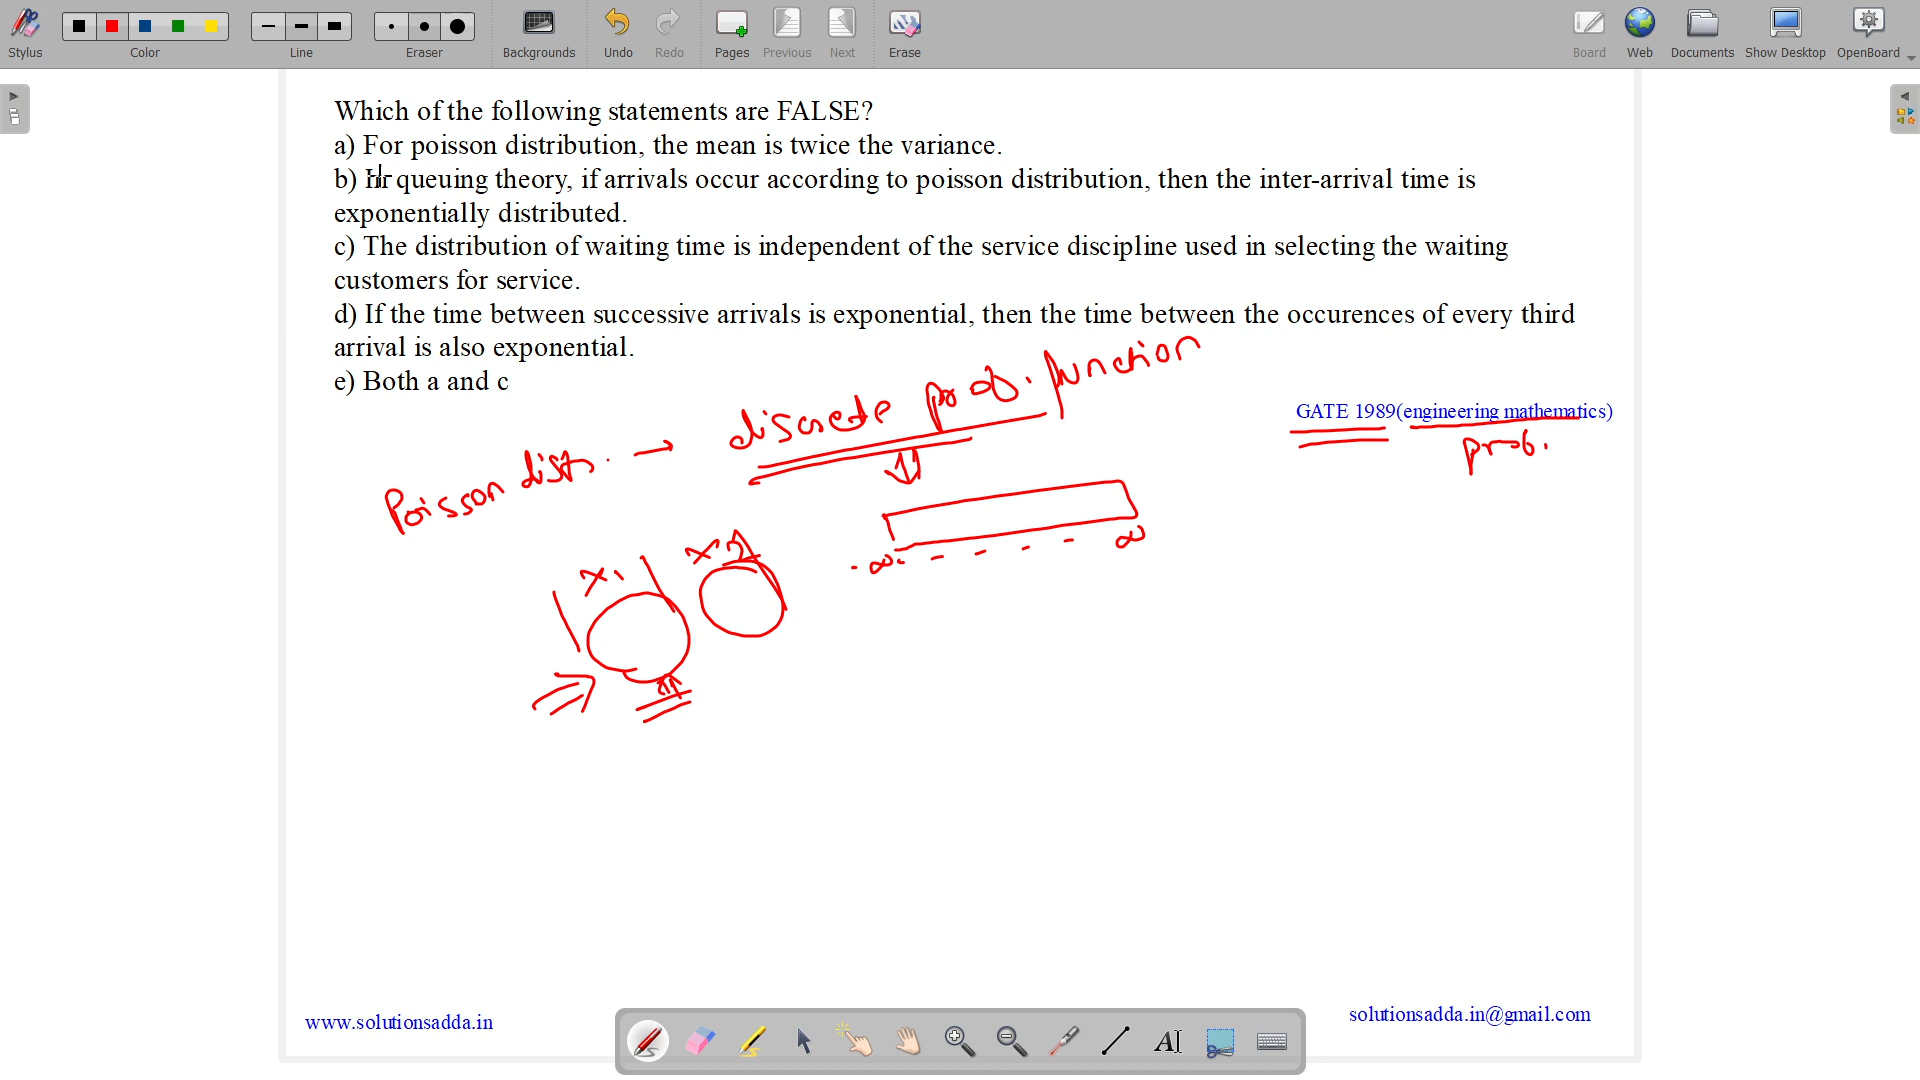 Stylus
Color
Line
Eraser
Backgrounds
Undo
Redo
Pages
Previous
Next
Erase
Board
Web
Documents
Show Desktop
OpenBoard
Which of the following statements are FALSE?
a) For poisson distribution, the mean is twice the variance.
b) In queuing theory, if arrivals occur according to poisson distribution, then the inter-arrival time is
exponentially distributed.
c) The distribution of waiting time is independent of the service discipline used in selecting the waiting
customers for service.
d) If the time between successive arrivals is exponential, then the time between the occurences of every third
arrival is also exponential.
e) Both a and c
GATE 1989(engineering mathematics)
prob.
Poisson dist. → discrete prob. function
-∞ ∞
x1 x2
www.solutionsadda.in
solutionsadda.in@gmail.com
AI